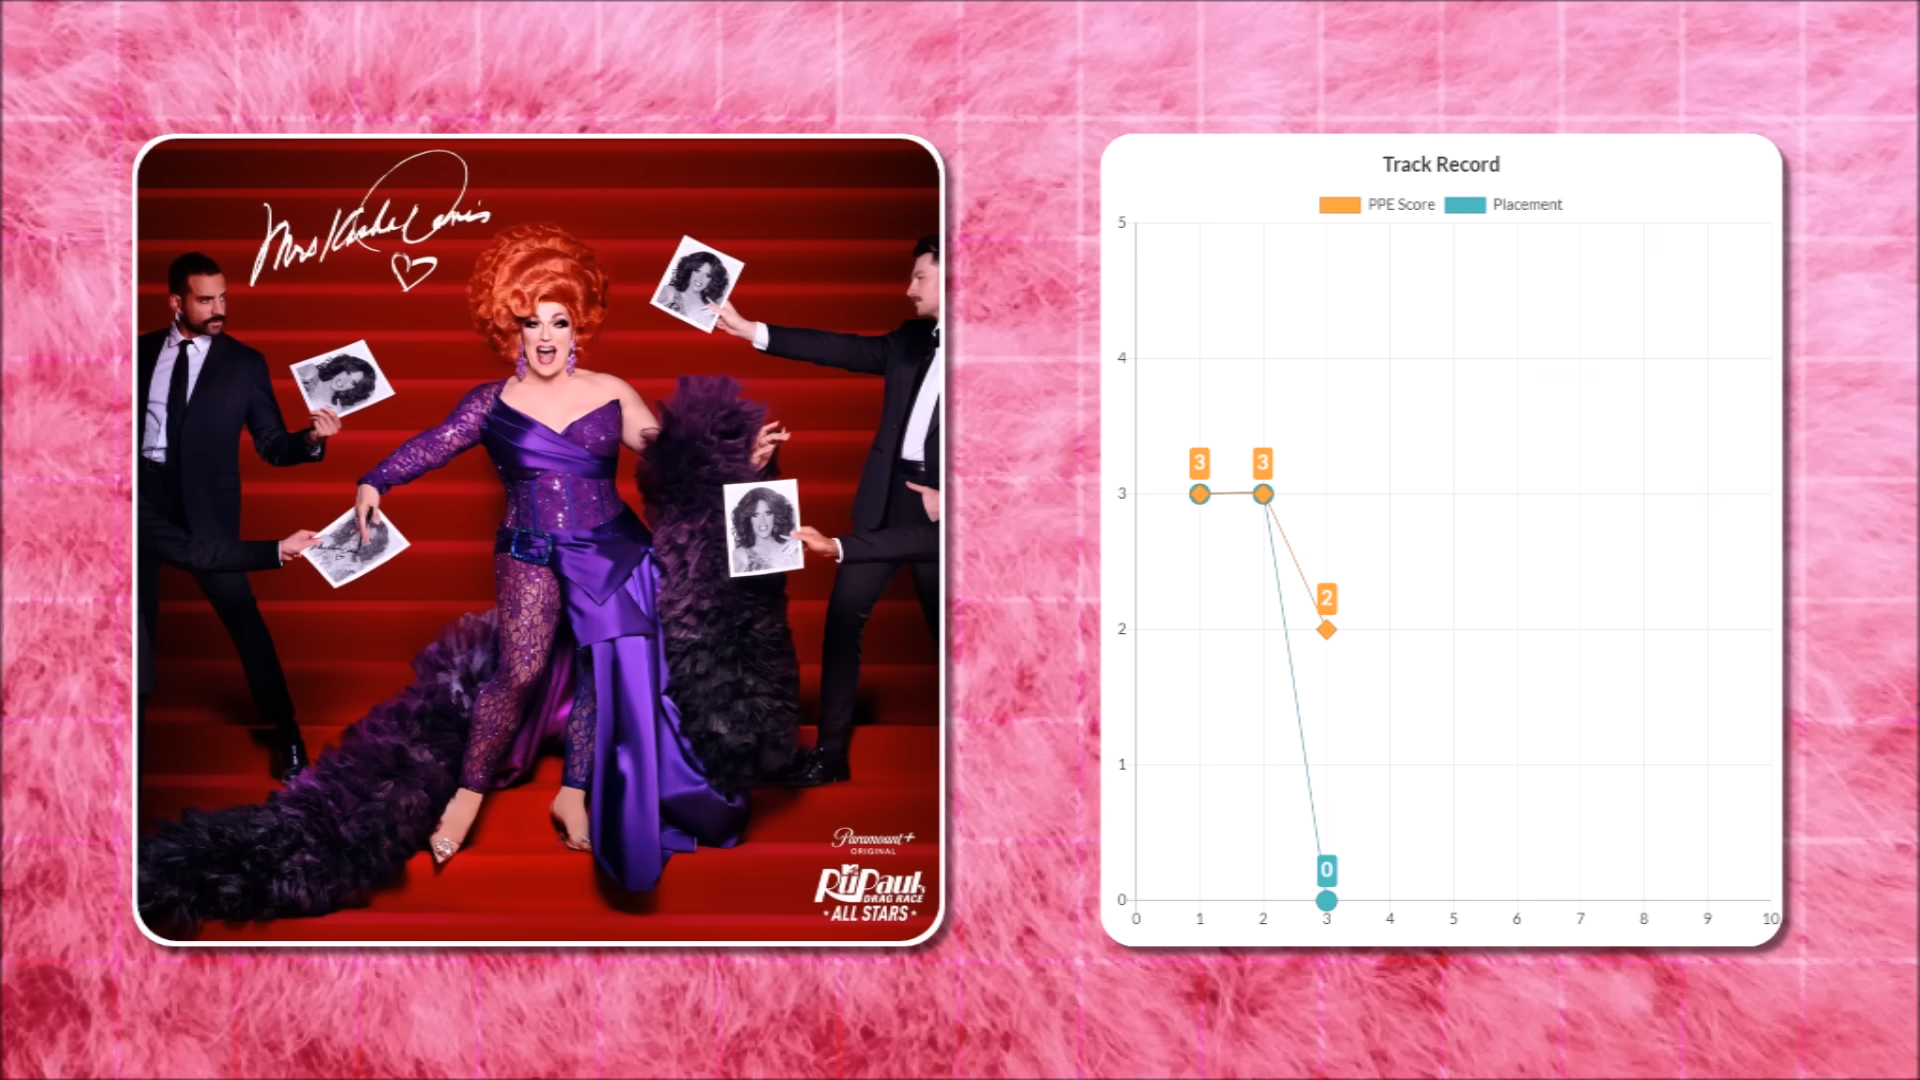 Mrs Kasha Davis
Paramount+
ORIGINAL
RuPaul's
DRAG RACE
ALL STARS
Track Record
PPE Score Placement
5
4
3
2
1
0
3 3
2
0
0 1 2 3 4 5 6 7 8 9 10